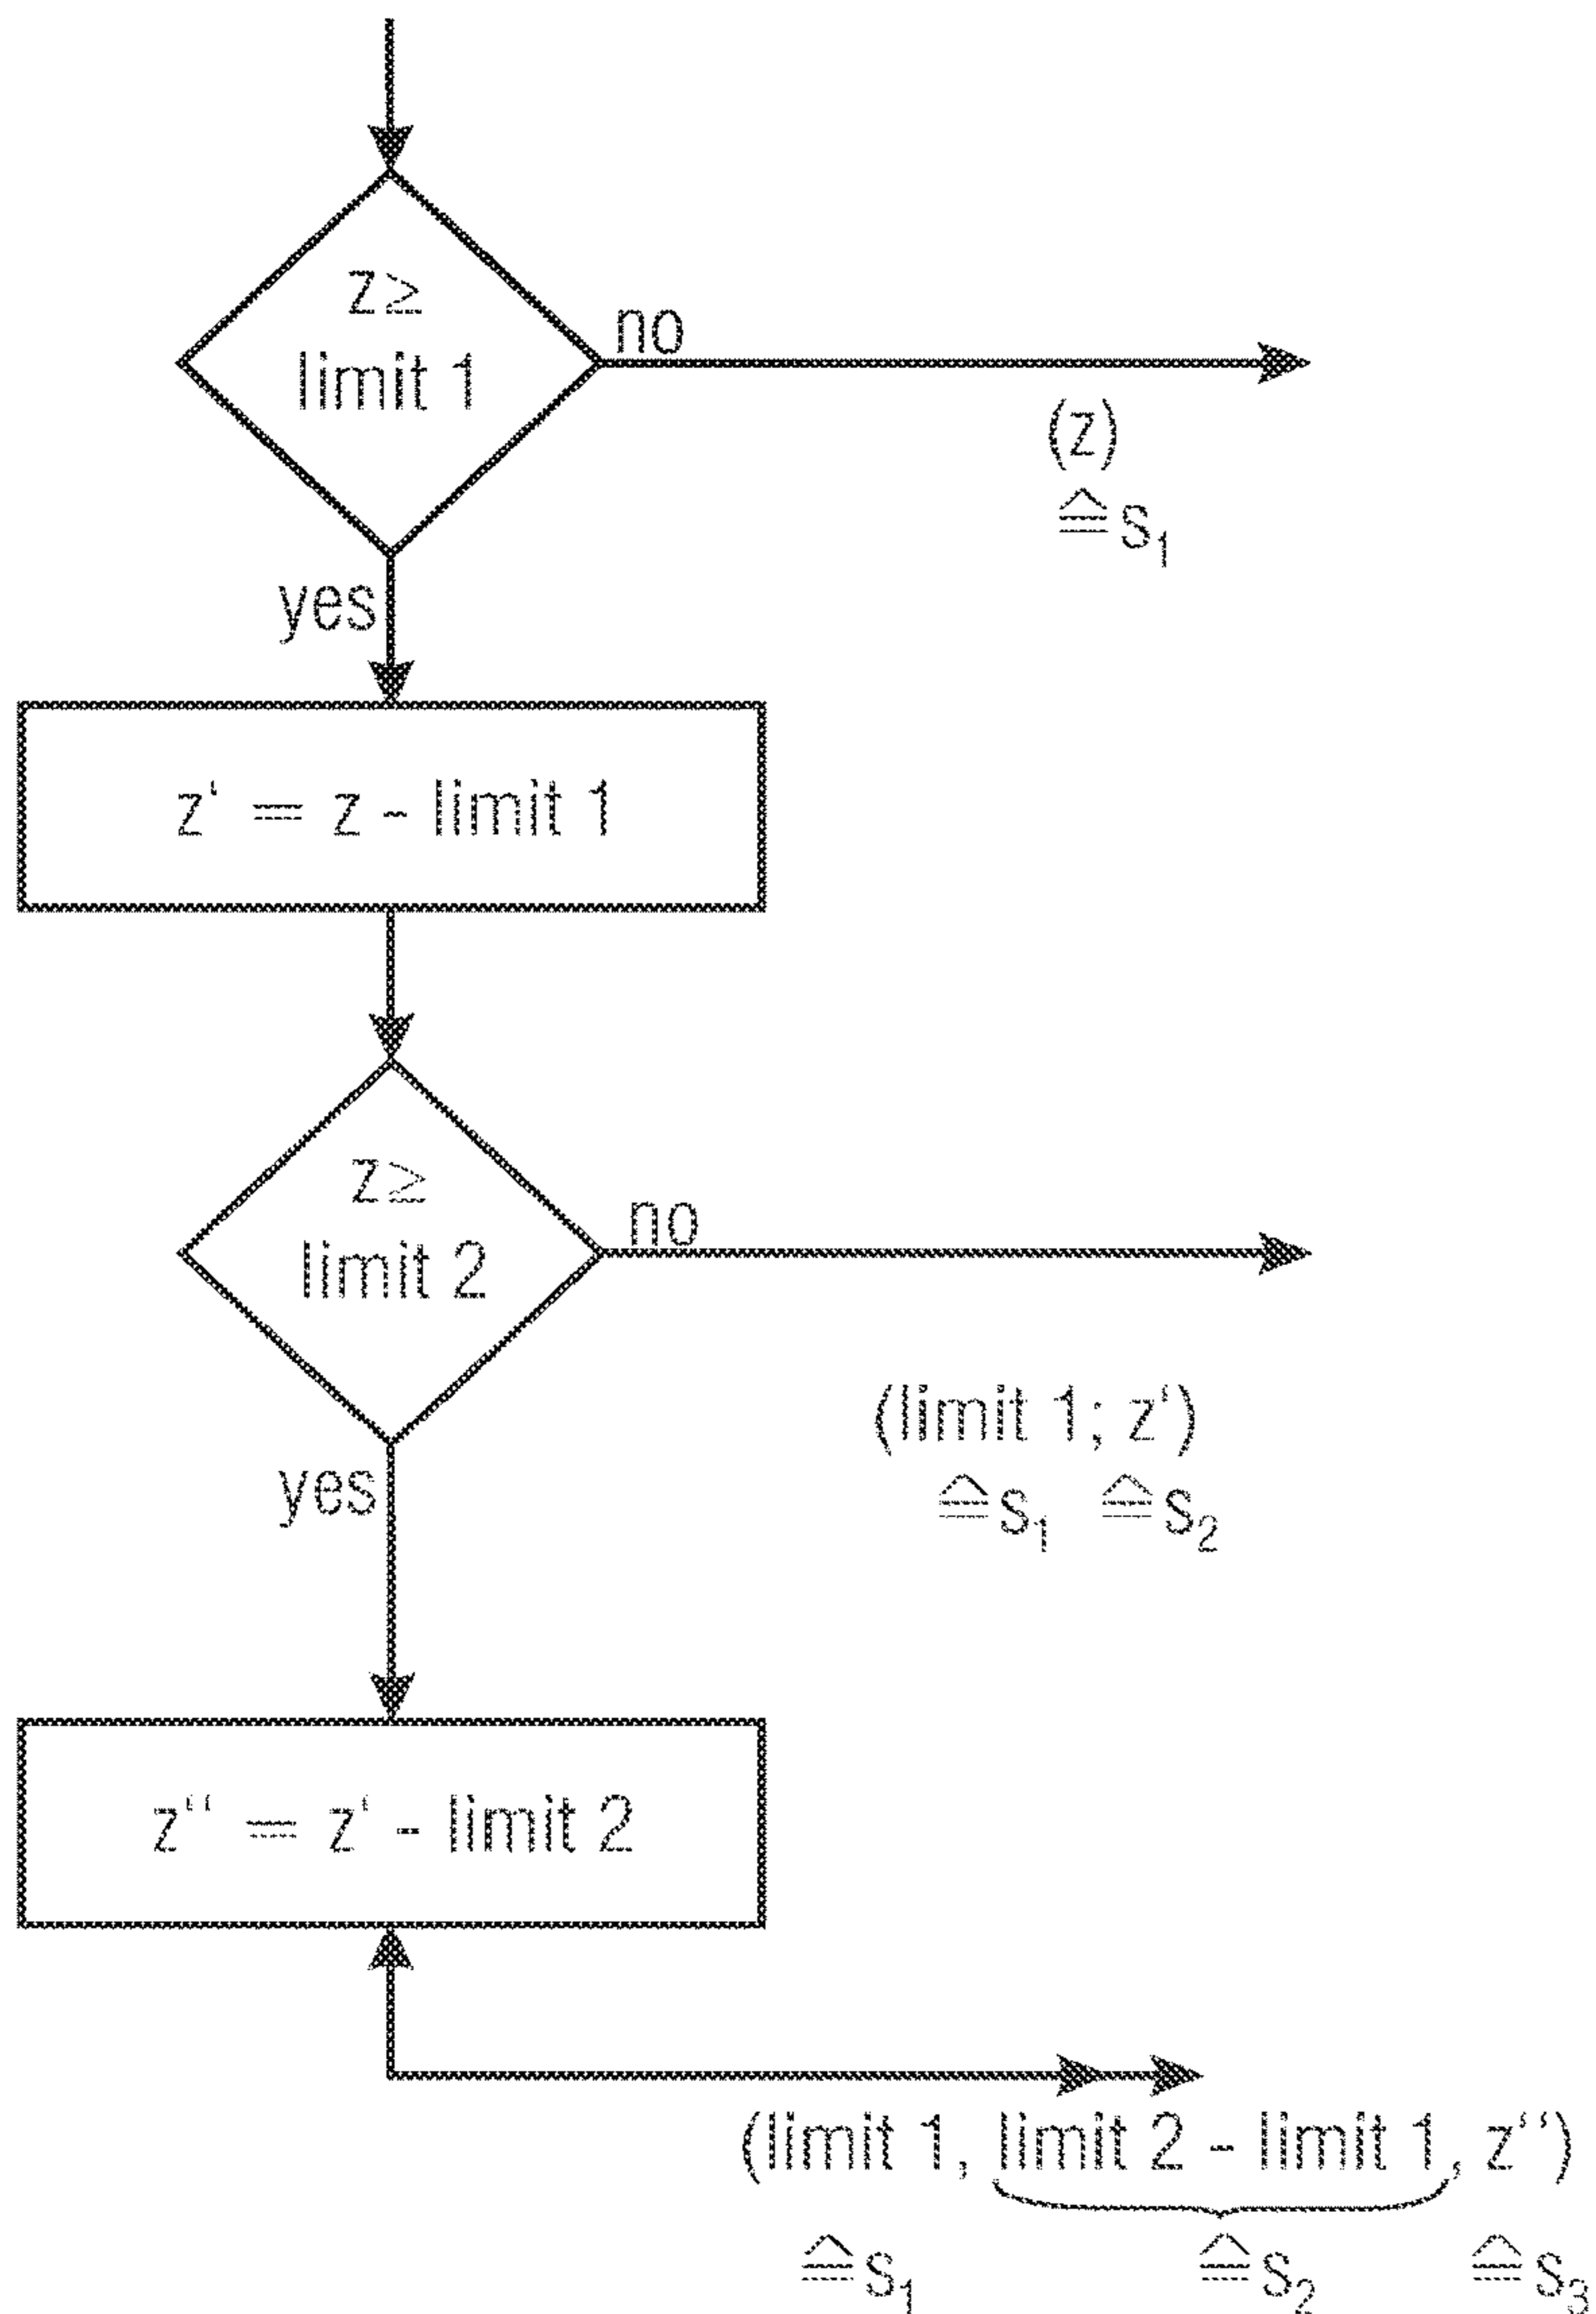 z≥
limit 1
no
(z)
≙s₁
yes
z‘ = z - limit 1
z≥
limit 2
no
(limit 1; z‘)
≙s₁ ≙s₂
yes
z‘‘ = z‘ - limit 2
(limit 1, limit 2 - limit 1, z‘‘)
≙s₁ ≙s₂ ≙s₃